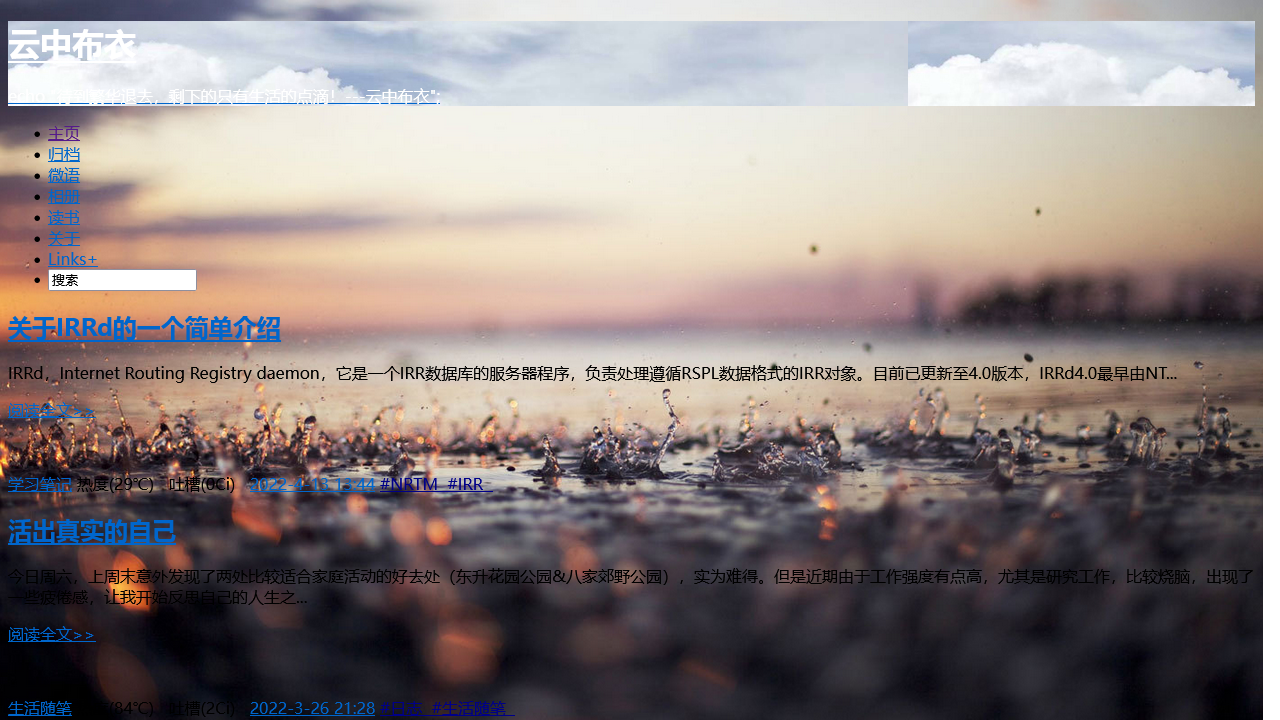 云中布衣
剩下的只有生活的点滴！---云中布衣";
主页
归档
微语
相册
读书
关于
Links+
搜索
关于IRRd的一个简单介绍
IRRd，Internet Routing Registry daemon，它是一个IRR数据库的服务器程序，负责处理遵循RSPL数据格式的IRR对象。目前已更新至4.0版本，IRRd4.0最早由NT...
阅读全文>>
学习笔记 热度(29℃) 吐槽(0Ci) 2022-4-13 13:44 #NRTM #IRR
活出真实的自己
今日周六，上周末意外发现了两处比较适合家庭活动的好去处（东升花园公园&八家郊野公园），实为难得。但是近期由于工作强度有点高，尤其是研究工作，比较烧脑，出现了
一些疲倦感，让我开始反思自己的人生之...
阅读全文>>
生活随笔 (84℃) 吐槽(2Ci) 2022-3-26 21:28 #日志 #生活随笔